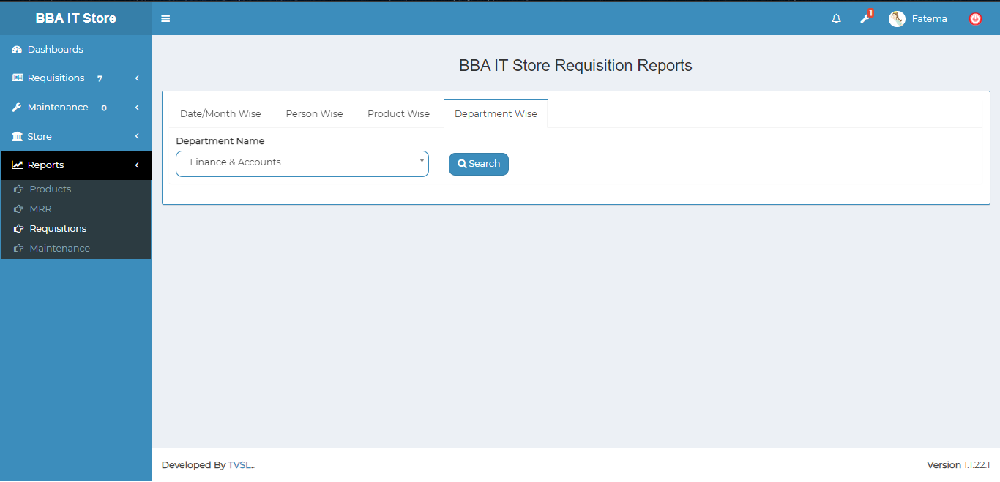 BBA IT Store
1
Fatema
Dashboards
Requisitions 7
Maintenance 0
Store
Reports
Products
MRR
Requisitions
Maintenance
BBA IT Store Requisition Reports
Date/Month Wise Person Wise Product Wise Department Wise
Department Name
Finance & Accounts
Search
Developed By TVSL..
Version 1.1.22.1